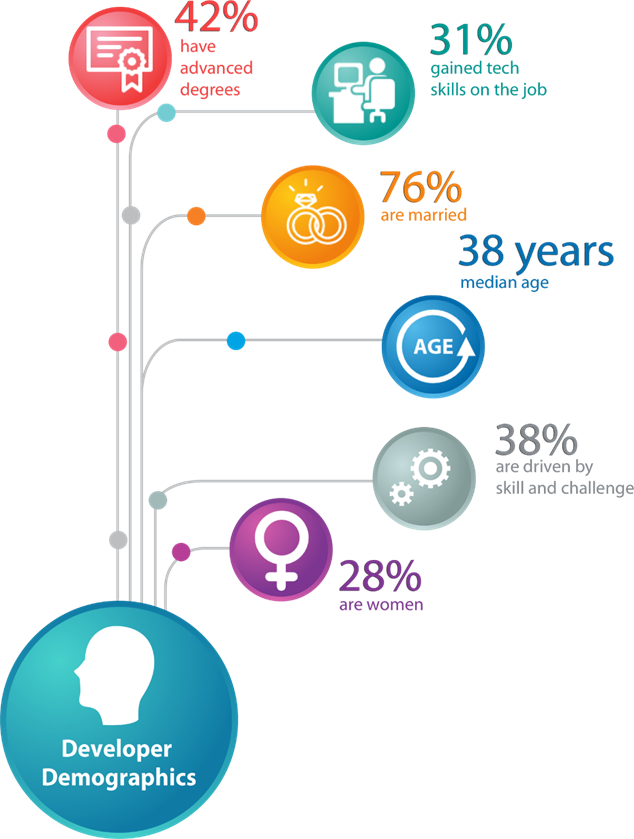 42%
have
advanced
degrees
31%
gained tech
skills on the job
76%
are married
38 years
median age
AGE
38%
are driven by
skill and challenge
28%
are women
Developer
Demographics